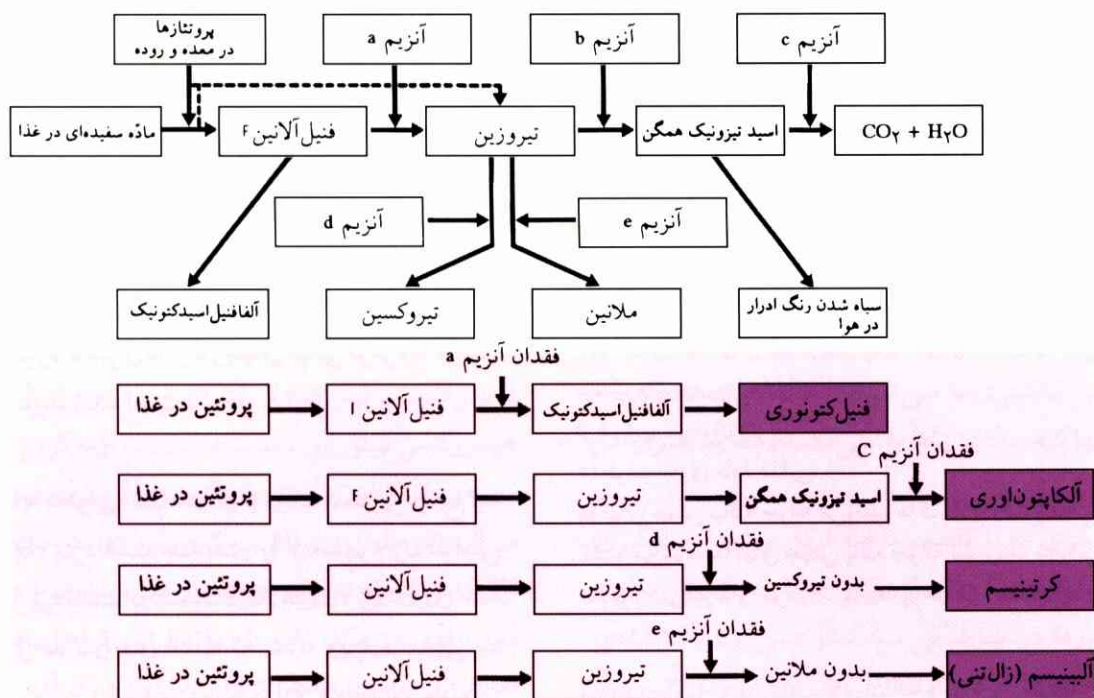 پروتئازها
در معده و روده
آنزیم a
آنزیم b
آنزیم c
مادّه سفیده‌ای در غذا
فنیل آلانین F
تیروزین
اسید تیزونیک همگن
CO۲ + H۲O
آنزیم d
آنزیم e
آلفافنیل‌اسیدکتونیک
تیروکسین
ملانین
سیاه شدن رنگ ادرار
در هوا
فقدان آنزیم a
پروتئین در غذا
فنیل آلانین
آلفافنیل‌اسیدکتونیک
فنیل‌کتونوری
فقدان آنزیم C
پروتئین در غذا
فنیل آلانین F
تیروزین
اسید تیزونیک همگن
آلکاپتون‌اوری
فقدان آنزیم d
پروتئین در غذا
فنیل آلانین
تیروزین
بدون تیروکسین
کرتینیسم
فقدان آنزیم e
پروتئین در غذا
فنیل آلانین
تیروزین
بدون ملانین
آلبینیسم (زال‌تنی)